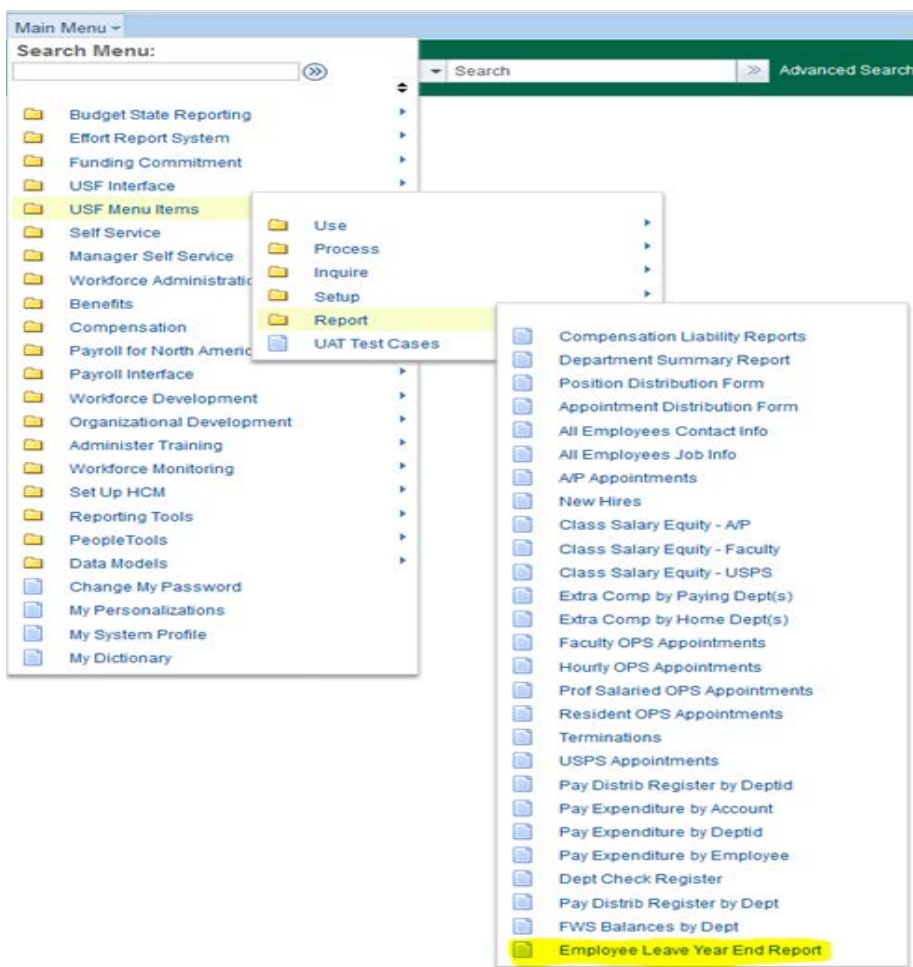 Main Menu
Search Menu:
Search
Advanced Search
Budget State Reporting
Effort Report System
Funding Commitment
USF Interface
USF Menu Items
Self Service
Manager Self Service
Workforce Administratio
Benefits
Compensation
Payroll for North Americ
Payroll Interface
Workforce Development
Organizational Development
Administer Training
Workforce Monitoring
Set Up HCM
Reporting Tools
PeopleTools
Data Models
Change My Password
My Personalizations
My System Profile
My Dictionary
Use
Process
Inquire
Setup
Report
UAT Test Cases
Compensation Liability Reports
Department Summary Report
Position Distribution Form
Appointment Distribution Form
All Employees Contact Info
All Employees Job Info
A/P Appointments
New Hires
Class Salary Equity - A/P
Class Salary Equity - Faculty
Class Salary Equity - USPS
Extra Comp by Paying Dept(s)
Extra Comp by Home Dept(s)
Faculty OPS Appointments
Hourly OPS Appointments
Prof Salaried OPS Appointments
Resident OPS Appointments
Terminations
USPS Appointments
Pay Distrib Register by Deptid
Pay Expenditure by Account
Pay Expenditure by Deptid
Pay Expenditure by Employee
Dept Check Register
Pay Distrib Register by Dept
FWS Balances by Dept
Employee Leave Year End Report